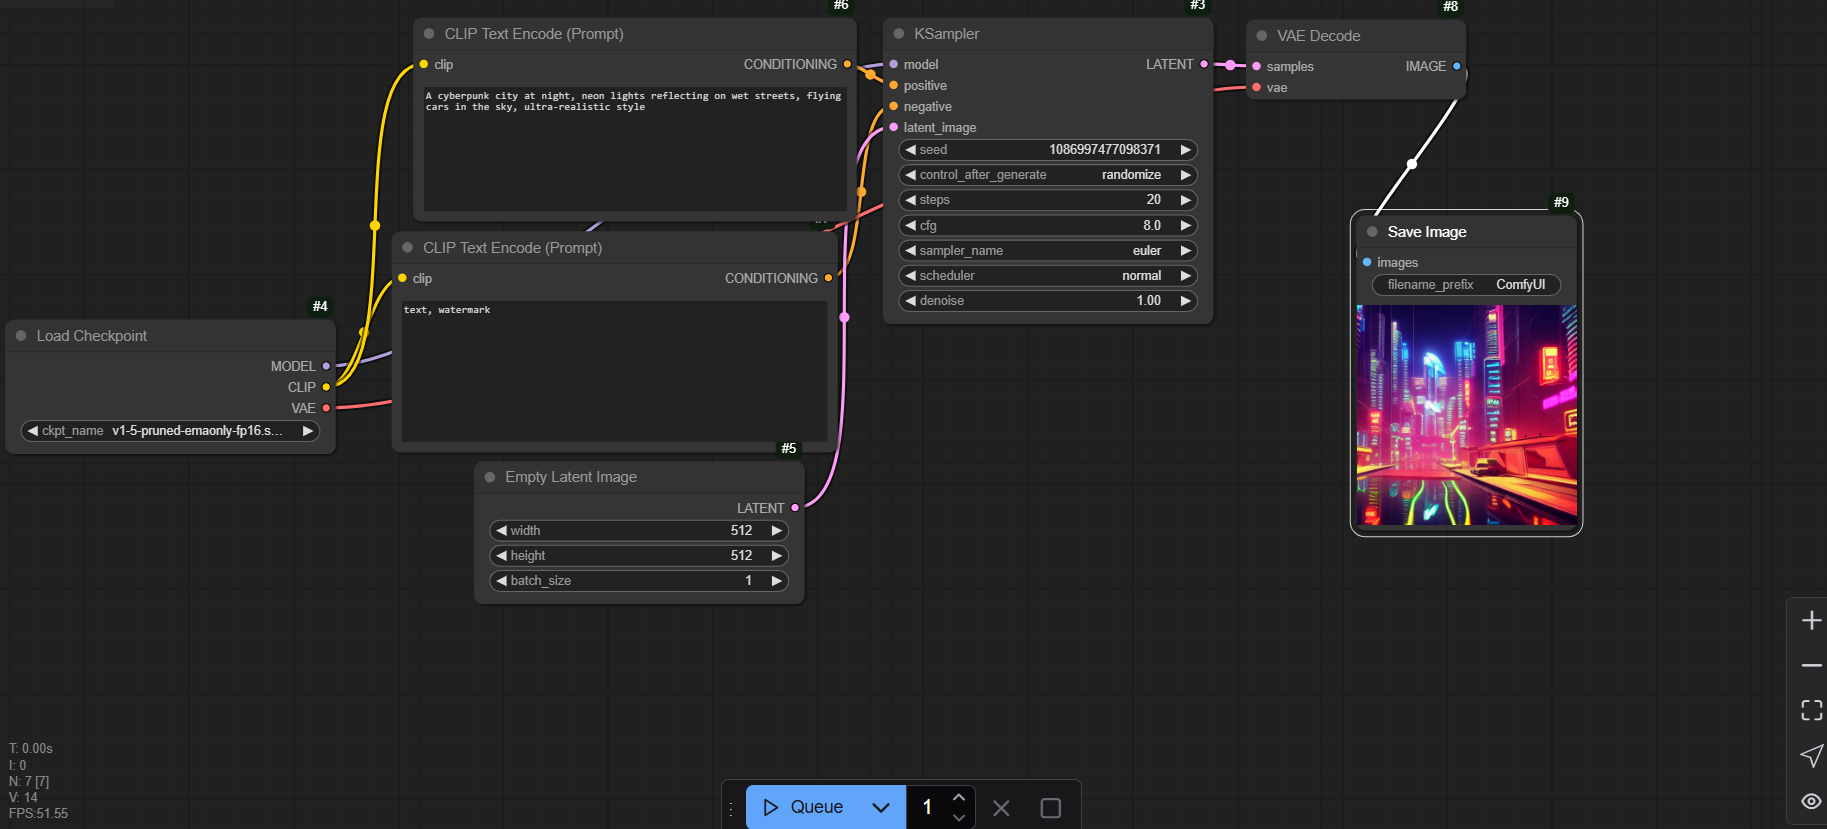 #6
CLIP Text Encode (Prompt)
clip
CONDITIONING
A cyberpunk city at night, neon lights reflecting on wet streets, flying
cars in the sky, ultra-realistic style
#3
KSampler
model
LATENT
positive
negative
latent_image
seed 1086997477098371
control_after_generate randomize
steps 20
cfg 8.0
sampler_name euler
scheduler normal
denoise 1.00
#8
VAE Decode
samples
IMAGE
vae
#9
Save Image
images
filename_prefix ComfyUI
CLIP Text Encode (Prompt)
clip
CONDITIONING
text, watermark
#4
Load Checkpoint
MODEL
CLIP
VAE
ckpt_name v1-5-pruned-emaonly-fp16.s...
#5
Empty Latent Image
LATENT
width 512
height 512
batch_size 1
T: 0.00s
I: 0
N: 7 [7]
V: 14
FPS:51.55
Queue
1